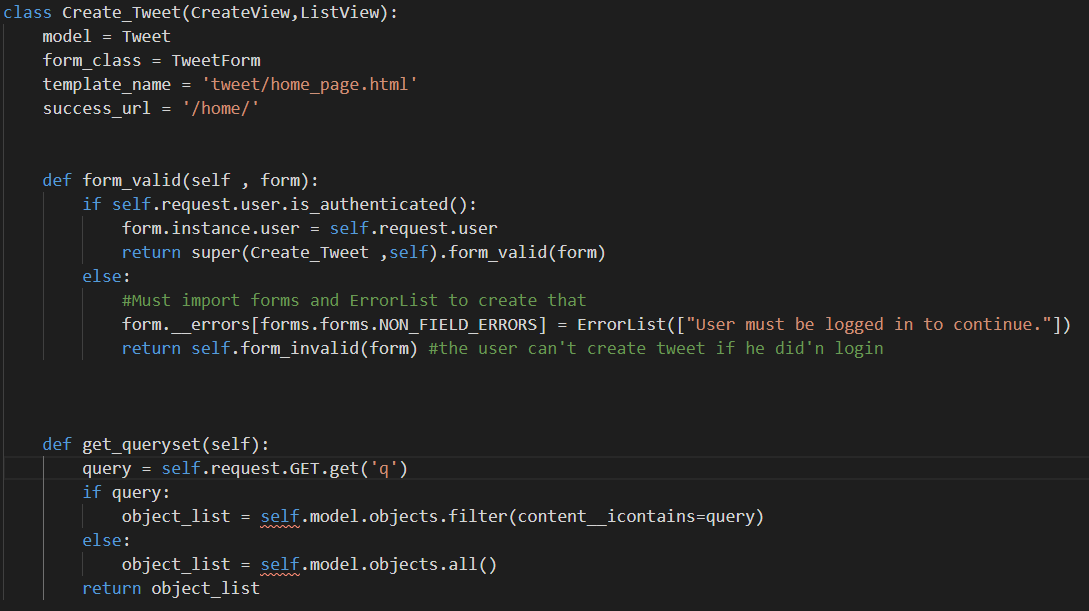 class Create_Tweet(CreateView,ListView):
    model = Tweet
    form_class = TweetForm
    template_name = 'tweet/home_page.html'
    success_url = '/home/'
    def form_valid(self , form):
        if self.request.user.is_authenticated():
            form.instance.user = self.request.user
            return super(Create_Tweet ,self).form_valid(form)
        else:
            #Must import forms and ErrorList to create that
            form.__errors[forms.forms.NON_FIELD_ERRORS] = ErrorList(["User must be logged in to continue."])
            return self.form_invalid(form) #the user can't create tweet if he did'n login
    def get_queryset(self):
        query = self.request.GET.get('q')
        if query:
            object_list = self.model.objects.filter(content__icontains=query)
        else:
            object_list = self.model.objects.all()
        return object_list